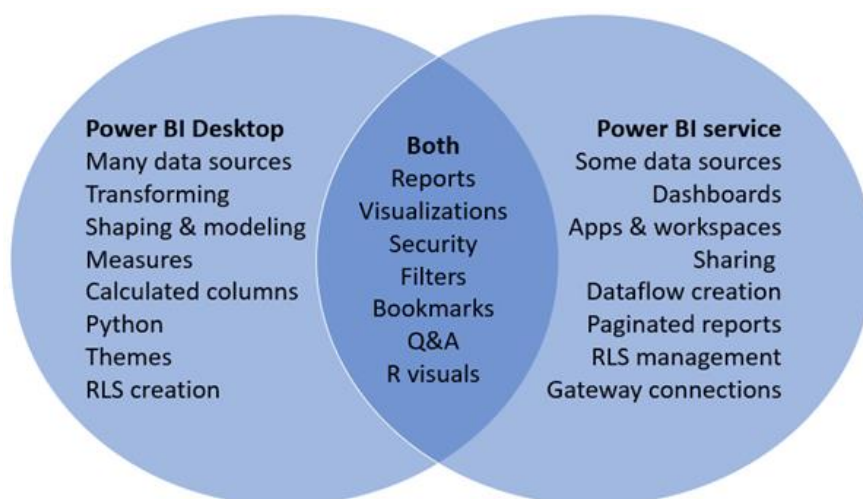 Power BI Desktop
Many data sources
Transforming
Shaping & modeling
Measures
Calculated columns
Python
Themes
RLS creation
Both
Reports
Visualizations
Security
Filters
Bookmarks
Q&A
R visuals
Power BI service
Some data sources
Dashboards
Apps & workspaces
Sharing
Dataflow creation
Paginated reports
RLS management
Gateway connections